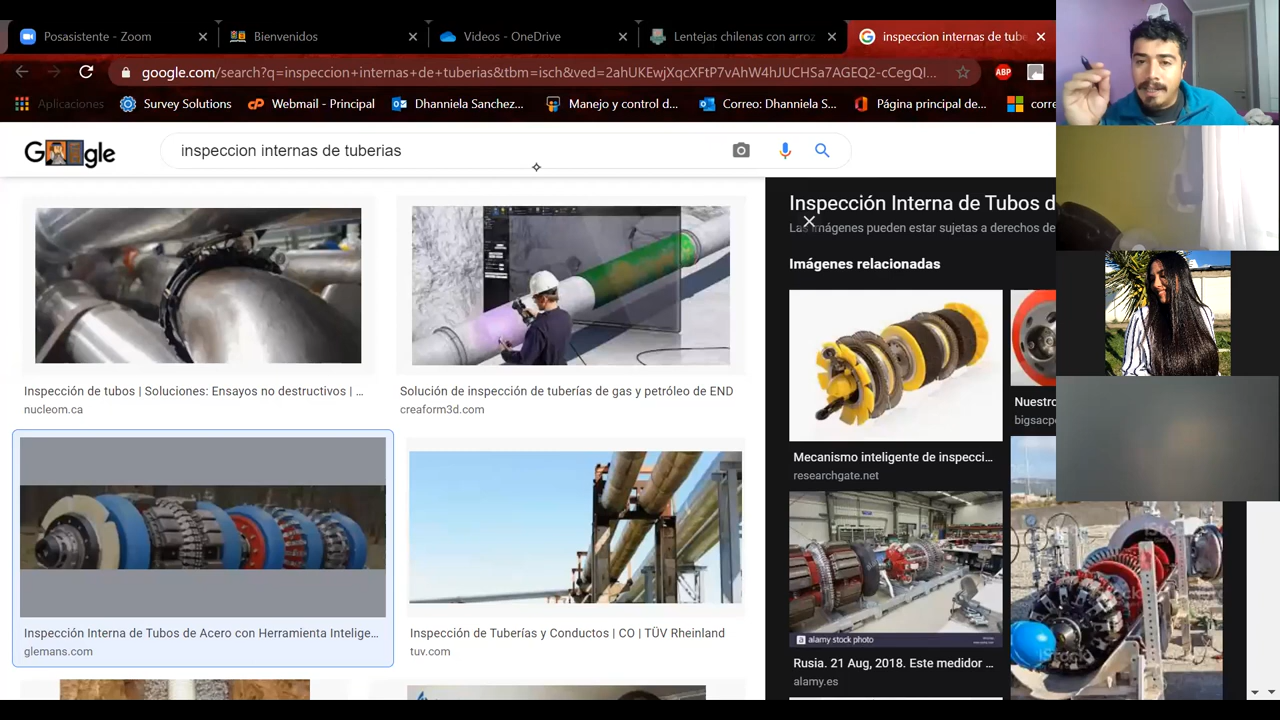 Posasistente - Zoom
Bienvenidos
Videos - OneDrive
Lentejas chilenas con arroz
inspeccion internas de tube
google.com/search?q=inspeccion+internas+de+tuberias&tbm=isch&ved=2ahUKEwjXqcXFtP7vAhW4hJUCHSa7AGEQ2-cCegQI...
ABP
Aplicaciones
Survey Solutions
Webmail - Principal
Dhanniela Sanchez...
Manejo y control d...
Correo: Dhanniela S...
Página principal de...
corre
Google
inspeccion internas de tuberias
Inspección Interna de Tubos d
Las imágenes pueden estar sujetas a derechos de
Imágenes relacionadas
Inspección de tubos | Soluciones: Ensayos no destructivos | ...
nucleom.ca
Solución de inspección de tuberías de gas y petróleo de END
creaform3d.com
Nuestro
bigsacpe
Mecanismo inteligente de inspecci...
researchgate.net
Inspección Interna de Tubos de Acero con Herramienta Intelige...
glemans.com
Inspección de Tuberías y Conductos | CO | TÜV Rheinland
tuv.com
a alamy stock photo
iStock
Rusia. 21 Aug, 2018. Este medidor ...
alamy.es